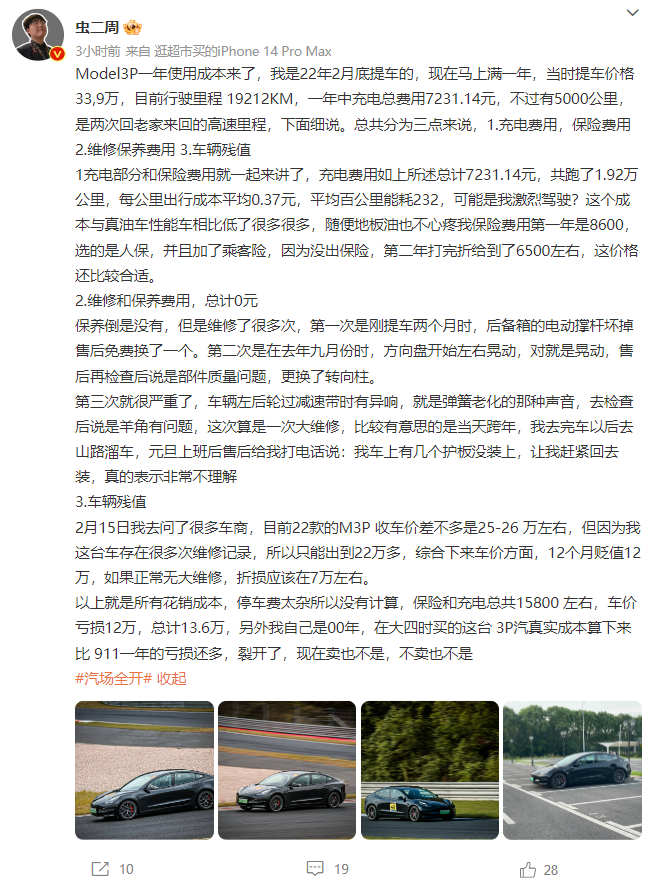 虫二周
3小时前 来自 逛超市买的iPhone 14 Pro Max
Model3P一年使用成本来了，我是22年2月底提车的，现在马上满一年，当时提车价格
33,9万，目前行驶里程 19212KM，一年中充电总费用7231.14元，不过有5000公里，
是两次回老家来回的高速里程，下面细说。总共分为三点来说，1.充电费用，保险费用
2.维修保养费用 3.车辆残值
1充电部分和保险费用就一起来讲了，充电费用如上所述总计7231.14元，共跑了1.92万
公里，每公里出行成本平均0.37元，平均百公里能耗232，可能是我激烈驾驶？这个成
本与真油车性能车相比低了很多很多，随便地板油也不心疼我保险费用第一年是8600，
选的是人保，并且加了乘客险，因为没出保险，第二年打完折给到了6500左右，这价格
还比较合适。
2.维修和保养费用，总计0元
保养倒是没有，但是维修了很多次，第一次是刚提车两个月时，后备箱的电动撑杆坏掉
售后免费换了一个。第二次是在去年九月份时，方向盘开始左右晃动，对就是晃动，售
后再检查后说是部件质量问题，更换了转向柱。
第三次就很严重了，车辆左后轮过减速带时有异响，就是弹簧老化的那种声音，去检查
后说是羊角有问题，这次算是一次大维修，比较有意思的是当天跨年，我去完车以后去
山路溜车，元旦上班后售后给我打电话说：我车上有几个护板没装上，让我赶紧回去
装，真的表示非常不理解
3.车辆残值
2月15日我去问了很多车商，目前22款的M3P 收车价差不多是25-26 万左右，但因为我
这台车存在很多次维修记录，所以只能出到22万多，综合下来车价方面，12个月贬值12
万，如果正常无大维修，折损应该在7万左右。
以上就是所有花销成本，停车费太杂所以没有计算，保险和充电总共15800 左右，车价
亏损12万，总计13.6万，另外我自己是00年，在大四时买的这台 3P汽真实成本算下来
比 911一年的亏损还多，裂开了，现在卖也不是，不卖也不是
#汽场全开# 收起
10
19
28